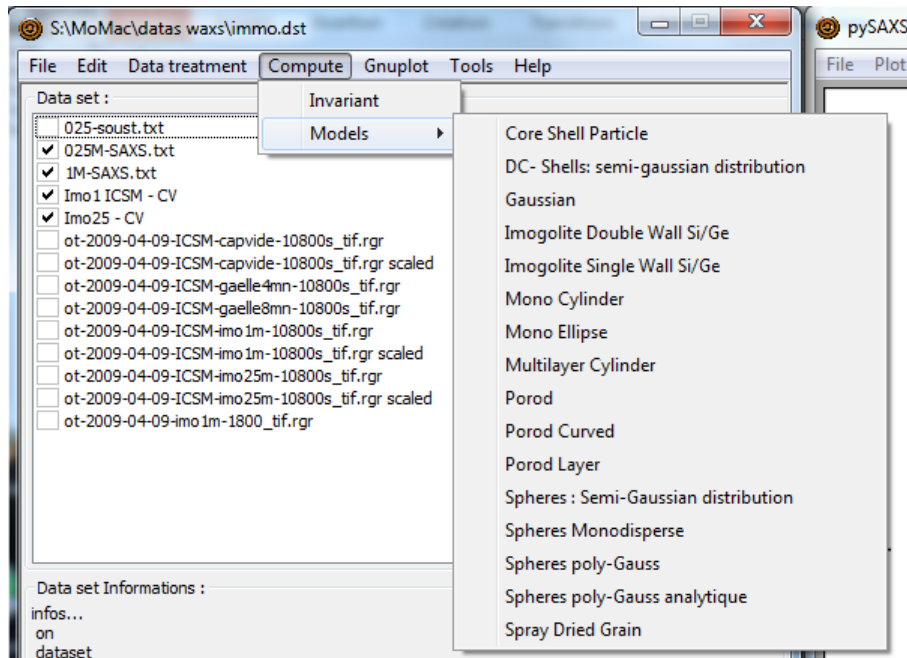 S:\MoMac\datas waxs\immo.dst
File Edit Data treatment Compute Gnuplot Tools Help
Data set :
025-soust.txt
025M-SAXS.txt
1M-SAXS.txt
Imo1 ICSM - CV
Imo25 - CV
ot-2009-04-09-ICSM-capvide-10800s_tif.rgr
ot-2009-04-09-ICSM-capvide-10800s_tif.rgr scaled
ot-2009-04-09-ICSM-gaelle4mn-10800s_tif.rgr
ot-2009-04-09-ICSM-gaelle8mn-10800s_tif.rgr
ot-2009-04-09-ICSM-imo1m-10800s_tif.rgr
ot-2009-04-09-ICSM-imo1m-10800s_tif.rgr scaled
ot-2009-04-09-ICSM-imo25m-10800s_tif.rgr
ot-2009-04-09-ICSM-imo25m-10800s_tif.rgr scaled
ot-2009-04-09-imo1m-1800_tif.rgr
Data set Informations :
infos...
on
dataset
Invariant
Models
Core Shell Particle
DC- Shells: semi-gaussian distribution
Gaussian
Imogolite Double Wall Si/Ge
Imogolite Single Wall Si/Ge
Mono Cylinder
Mono Ellipse
Multilayer Cylinder
Porod
Porod Curved
Porod Layer
Spheres : Semi-Gaussian distribution
Spheres Monodisperse
Spheres poly-Gauss
Spheres poly-Gauss analytique
Spray Dried Grain
pySAXS
File Plot